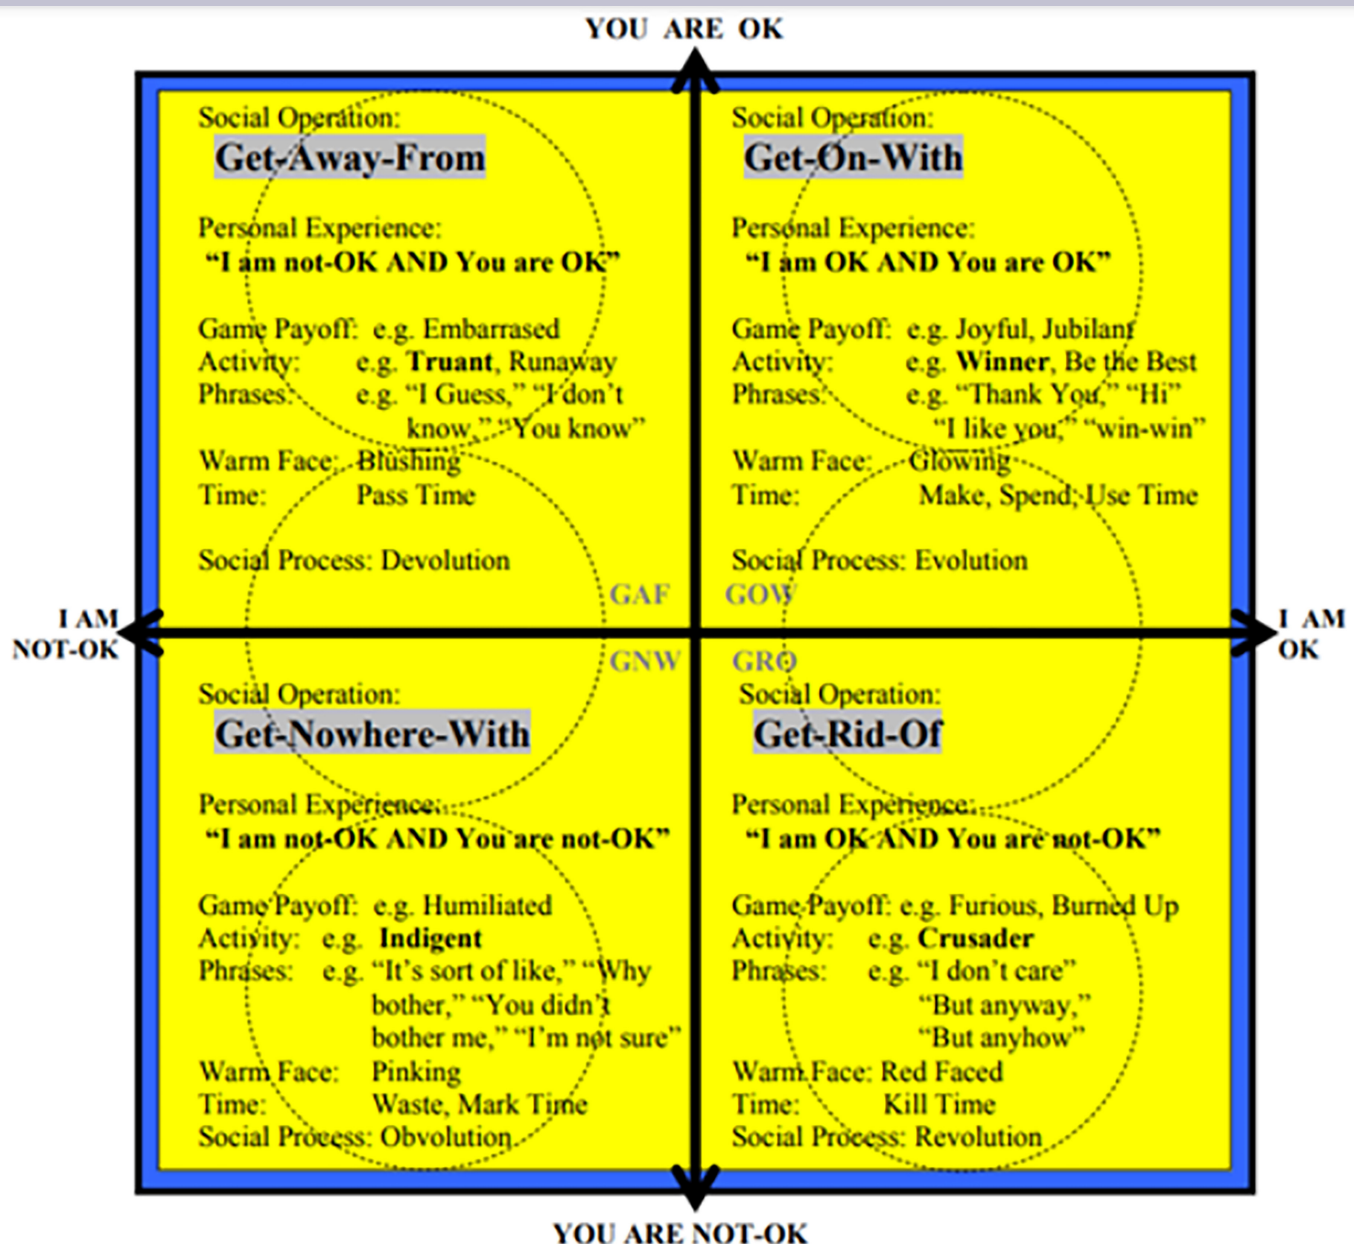 YOU ARE OK
Social Operation:
Get-Away-From
Personal Experience:
“I am not-OK AND You are OK”
Game Payoff: e.g. Embarrased
Activity: e.g. Truant, Runaway
Phrases: e.g. “I Guess,” “I don’t
know,” “You know”
Warm Face: Blushing
Time: Pass Time
Social Process: Devolution
GAF
Social Operation:
Get-On-With
Personal Experience:
“I am OK AND You are OK”
Game Payoff: e.g. Joyful, Jubilant
Activity: e.g. Winner, Be the Best
Phrases: e.g. “Thank You,” “Hi”
“I like you,” “win-win”
Warm Face: Glowing
Time: Make, Spend, Use Time
Social Process: Evolution
GOW
I AM
NOT-OK
I AM
OK
GNW
Social Operation:
Get-Nowhere-With
Personal Experience:
“I am not-OK AND You are not-OK”
Game Payoff: e.g. Humiliated
Activity: e.g. Indigent
Phrases: e.g. “It’s sort of like,” “Why
bother,” “You didn’t
bother me,” “I’m not sure”
Warm Face: Pinking
Time: Waste, Mark Time
Social Process: Obvolution
GRO
Social Operation:
Get-Rid-Of
Personal Experience:
“I am OK AND You are not-OK”
Game Payoff: e.g. Furious, Burned Up
Activity: e.g. Crusader
Phrases: e.g. “I don’t care”
“But anyway,”
“But anyhow”
Warm Face: Red Faced
Time: Kill Time
Social Process: Revolution
YOU ARE NOT-OK